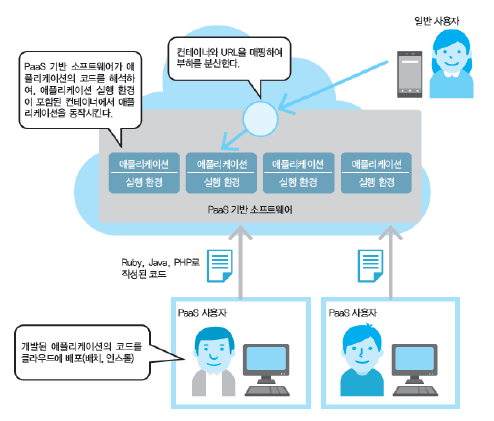 일반 사용자
컨테이너와 URL을 매핑하여
부하를 분산한다.
PaaS 기반 소프트웨어가 애
플리케이션의 코드를 해석하
여, 애플리케이션 실행 환경
이 포함된 컨테이너에서 애플
리케이션을 동작시킨다.
애플리케이션 애플리케이션 애플리케이션 애플리케이션
실행 환경 실행 환경 실행 환경 실행 환경
PaaS 기반 소프트웨어
Ruby, Java, PHP로
작성된 코드
PaaS 사용자 PaaS 사용자
개발된 애플리케이션의 코드를
클라우드에 배포(배치, 인스톨)